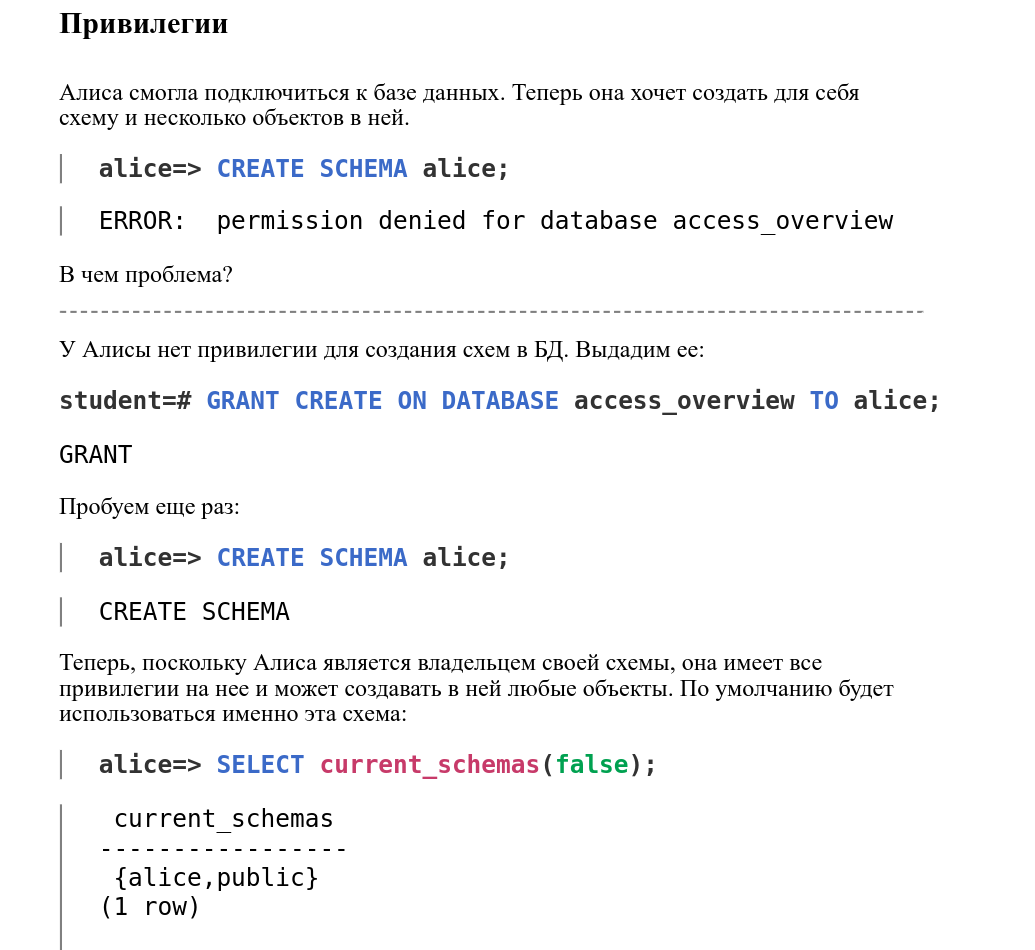 Привилегии
Алиса смогла подключиться к базе данных. Теперь она хочет создать для себя
схему и несколько объектов в ней.
alice=> CREATE SCHEMA alice;
ERROR:  permission denied for database access_overview
В чем проблема?
У Алисы нет привилегии для создания схем в БД. Выдадим ее:
student=# GRANT CREATE ON DATABASE access_overview TO alice;
GRANT
Пробуем еще раз:
alice=> CREATE SCHEMA alice;
CREATE SCHEMA
Теперь, поскольку Алиса является владельцем своей схемы, она имеет все
привилегии на нее и может создавать в ней любые объекты. По умолчанию будет
использоваться именно эта схема:
alice=> SELECT current_schemas(false);
current_schemas
-----------------
{alice,public}
(1 row)